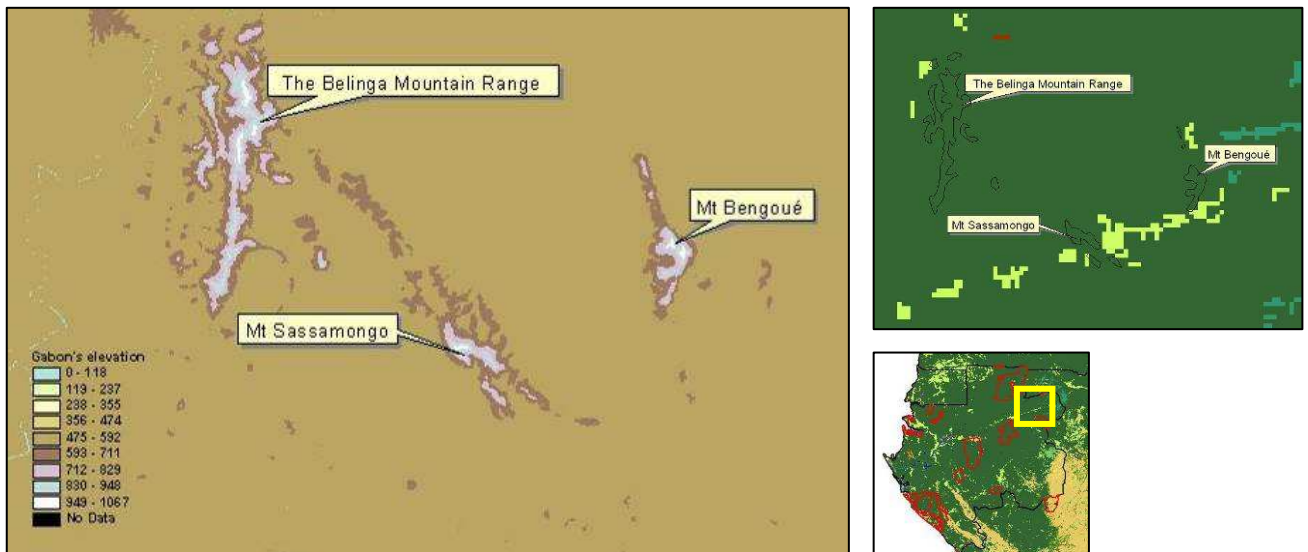 The Belinga Mountain Range
Mt Bengoué
Mt Sassamongo
Gabon's elevation
0 - 118
119 - 237
238 - 355
356 - 474
475 - 592
593 - 711
712 - 829
830 - 948
949 - 1067
No Data
The Belinga Mountain Range
Mt Bengoué
Mt Sassamongo